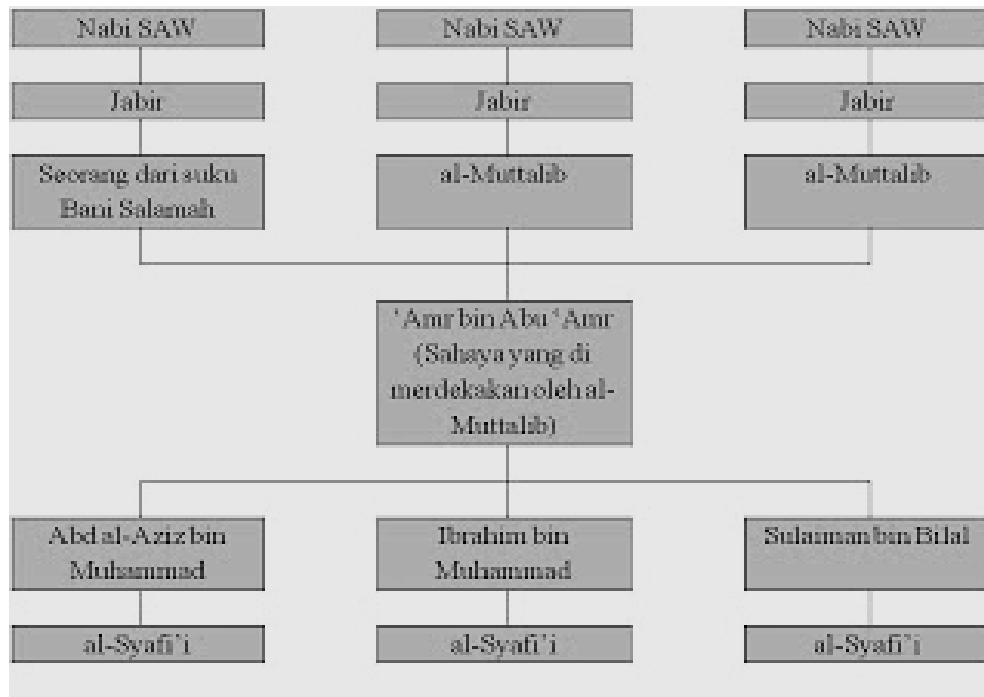 Nabi SAW
Nabi SAW
Nabi SAW
Jabir
Jabir
Jabir
Seorang dari suku
Bani Salamah
al-Muttalib
al-Muttalib
‘Amr bin Abu ‘Amr
(Sahaya yang di
merdekakan oleh al-
Muttalib)
Abd al-Aziz bin
Muhammad
Ibrahim bin
Muhammad
Sulaiman bin Bilal
al-Syafi’i
al-Syafi’i
al-Syafi’i